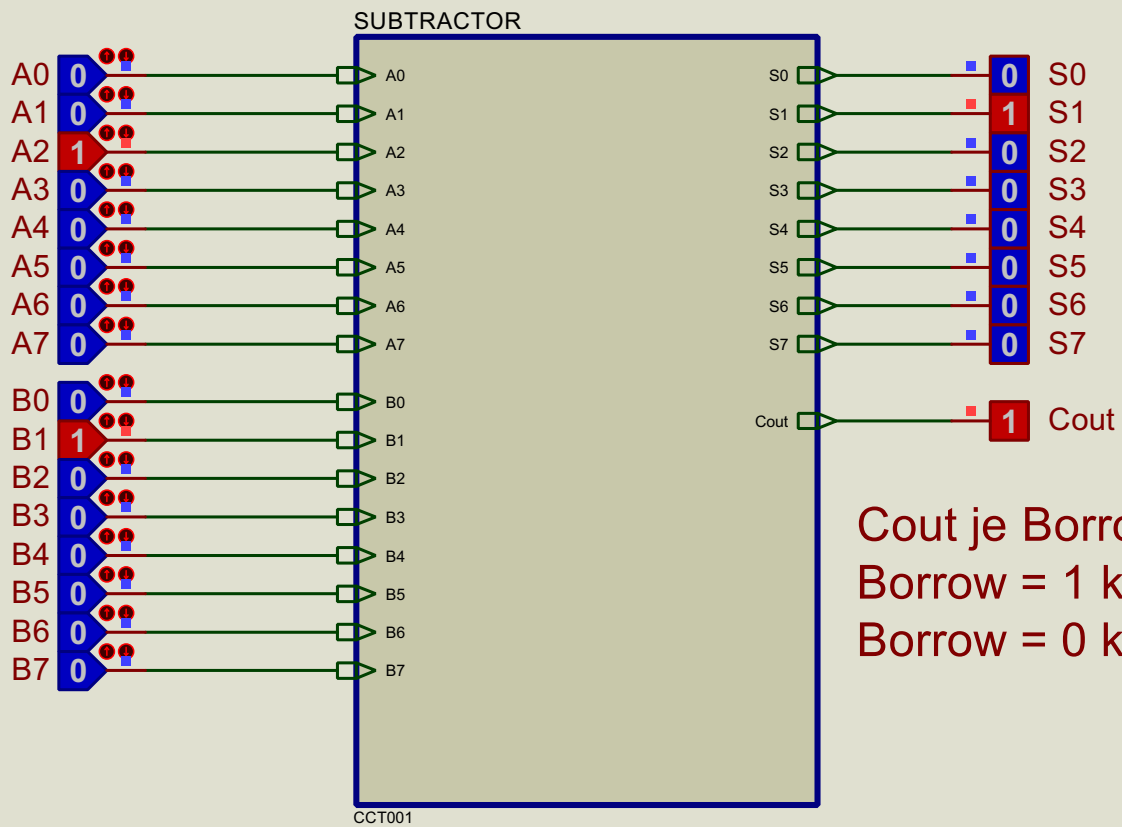 SUBTRACTOR
A0 0 A0 S0 0 S0
A1 0 A1 S1 1 S1
A2 1 A2 S2 0 S2
A3 0 A3 S3 0 S3
A4 0 A4 S4 0 S4
A5 0 A5 S5 0 S5
A6 0 A6 S6 0 S6
A7 0 A7 S7 0 S7
B0 0 B0
Cout 1 Cout
B1 1 B1
B2 0 B2
B3 0 B3
B4 0 B4
B5 0 B5
B6 0 B6
B7 0 B7
Cout je
Borrow = 1
Borrow = 0
CCT001